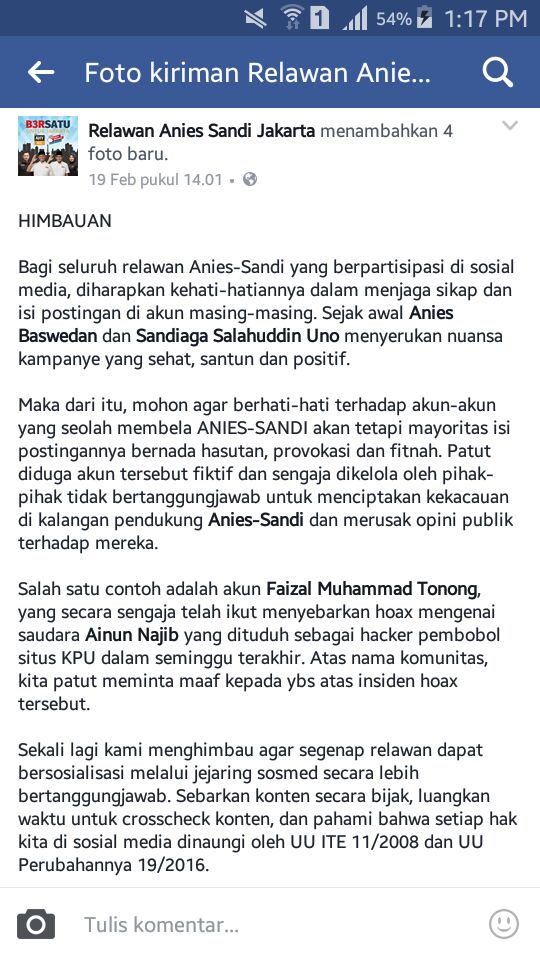 54% 1:17 PM
Foto kiriman Relawan Anie...
B3RSATU
Relawan Anies Sandi Jakarta menambahkan 4
foto baru.
19 Feb pukul 14.01 •
HIMBAUAN
Bagi seluruh relawan Anies-Sandi yang berpartisipasi di sosial
media, diharapkan kehati-hatiannya dalam menjaga sikap dan
isi postingan di akun masing-masing. Sejak awal Anies
Baswedan dan Sandiaga Salahuddin Uno menyerukan nuansa
kampanye yang sehat, santun dan positif.
Maka dari itu, mohon agar berhati-hati terhadap akun-akun
yang seolah membela ANIES-SANDI akan tetapi mayoritas isi
postingannya bernada hasutan, provokasi dan fitnah. Patut
diduga akun tersebut fiktif dan sengaja dikelola oleh pihak-
pihak tidak bertanggungjawab untuk menciptakan kekacauan
di kalangan pendukung Anies-Sandi dan merusak opini publik
terhadap mereka.
Salah satu contoh adalah akun Faizal Muhammad Tonong,
yang secara sengaja telah ikut menyebarkan hoax mengenai
saudara Ainun Najib yang dituduh sebagai hacker pembobol
situs KPU dalam seminggu terakhir. Atas nama komunitas,
kita patut meminta maaf kepada ybs atas insiden hoax
tersebut.
Sekali lagi kami menghimbau agar segenap relawan dapat
bersosialisasi melalui jejaring sosmed secara lebih
bertanggungjawab. Sebarkan konten secara bijak, luangkan
waktu untuk crosscheck konten, dan pahami bahwa setiap hak
kita di sosial media dinaungi oleh UU ITE 11/2008 dan UU
Perubahannya 19/2016.
Tulis komentar...